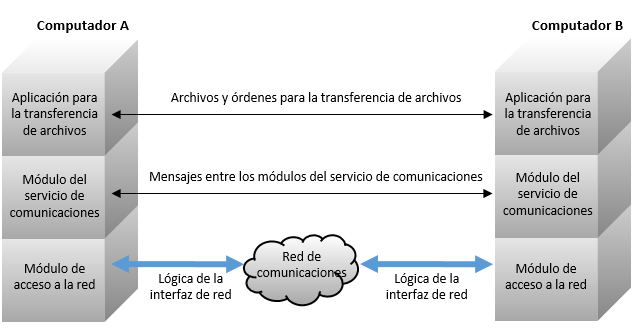 Computador A
Computador B
Aplicación para
la transferencia
de archivos
Archivos y órdenes para la transferencia de archivos
Aplicación para
la transferencia
de archivos
Módulo del
servicio de
comunicaciones
Mensajes entre los módulos del servicio de comunicaciones
Módulo del
servicio de
comunicaciones
Módulo de
acceso a la red
Lógica de la
interfaz de red
Red de
comunicaciones
Lógica de la
interfaz de red
Módulo de
acceso a la red